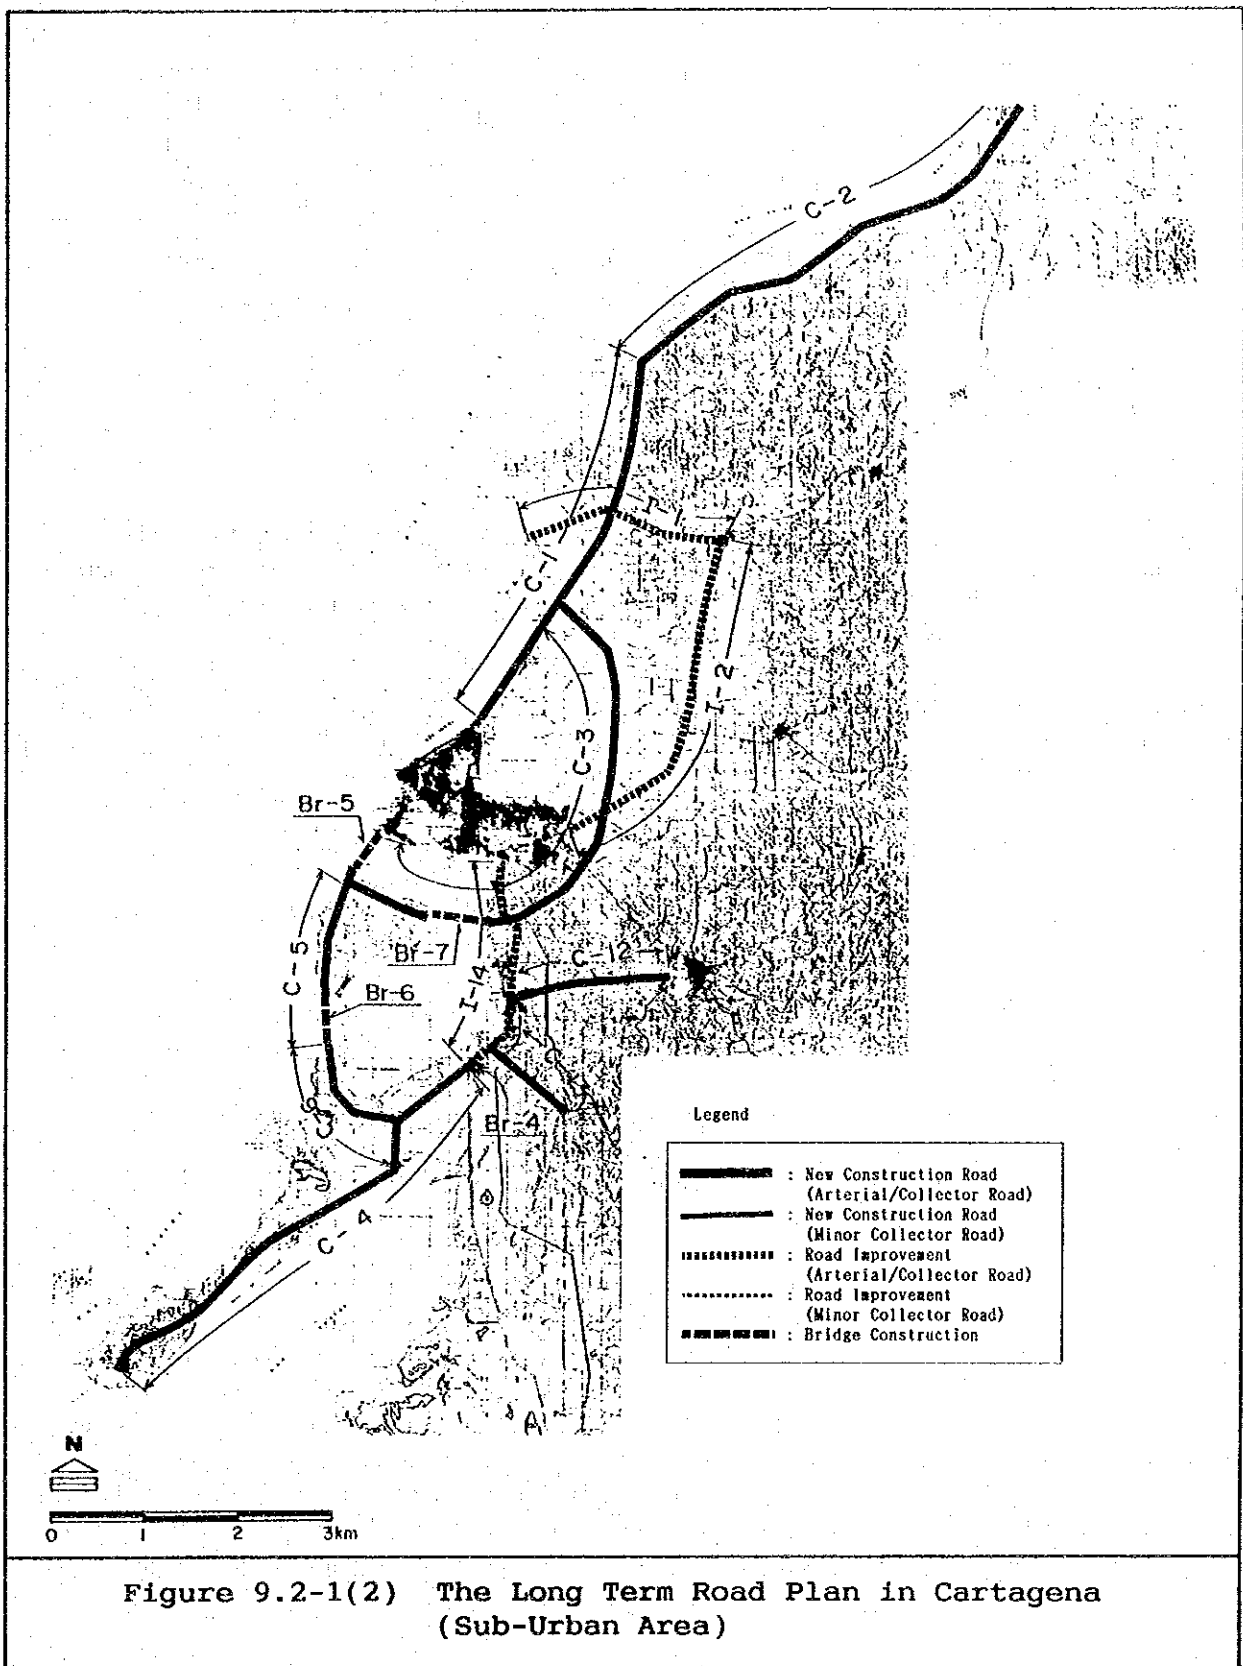 C-2
I-1
C-1
I-2
C-3
Br-5
C-5
Br-7
C-12
I-14
Br-6
C-6
Br-4
C-4
Legend
: New Construction Road
(Arterial/Collector Road)
: New Construction Road
(Minor Collector Road)
: Road Improvement
(Arterial/Collector Road)
: Road Improvement
(Minor Collector Road)
: Bridge Construction
N
0 1 2 3km
Figure 9.2-1(2) The Long Term Road Plan in Cartagena
(Sub-Urban Area)